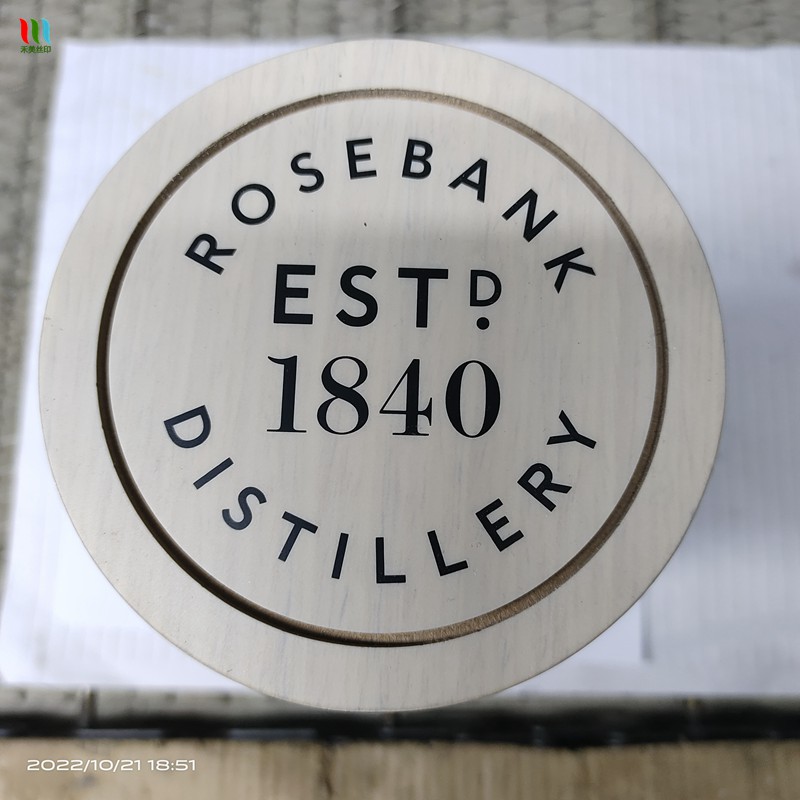 禾美丝印
ROSEBANK
ESTD.
1840
DISTILLERY
2022/10/21 18:51